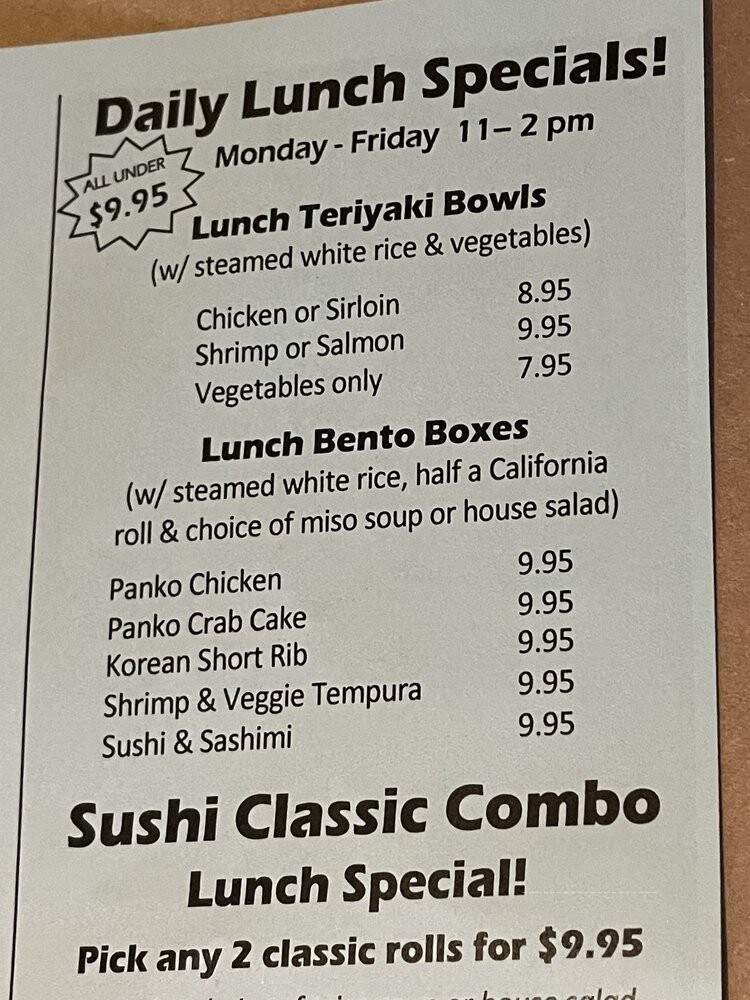 Daily Lunch Specials!
Monday - Friday 11– 2 pm
ALL UNDER
$9.95
Lunch Teriyaki Bowls
(w/ steamed white rice & vegetables)
Chicken or Sirloin 8.95
Shrimp or Salmon 9.95
Vegetables only 7.95
Lunch Bento Boxes
(w/ steamed white rice, half a California
roll & choice of miso soup or house salad)
Panko Chicken 9.95
Panko Crab Cake 9.95
Korean Short Rib 9.95
Shrimp & Veggie Tempura 9.95
Sushi & Sashimi 9.95
Sushi Classic Combo
Lunch Special!
Pick any 2 classic rolls for $9.95
or house salad